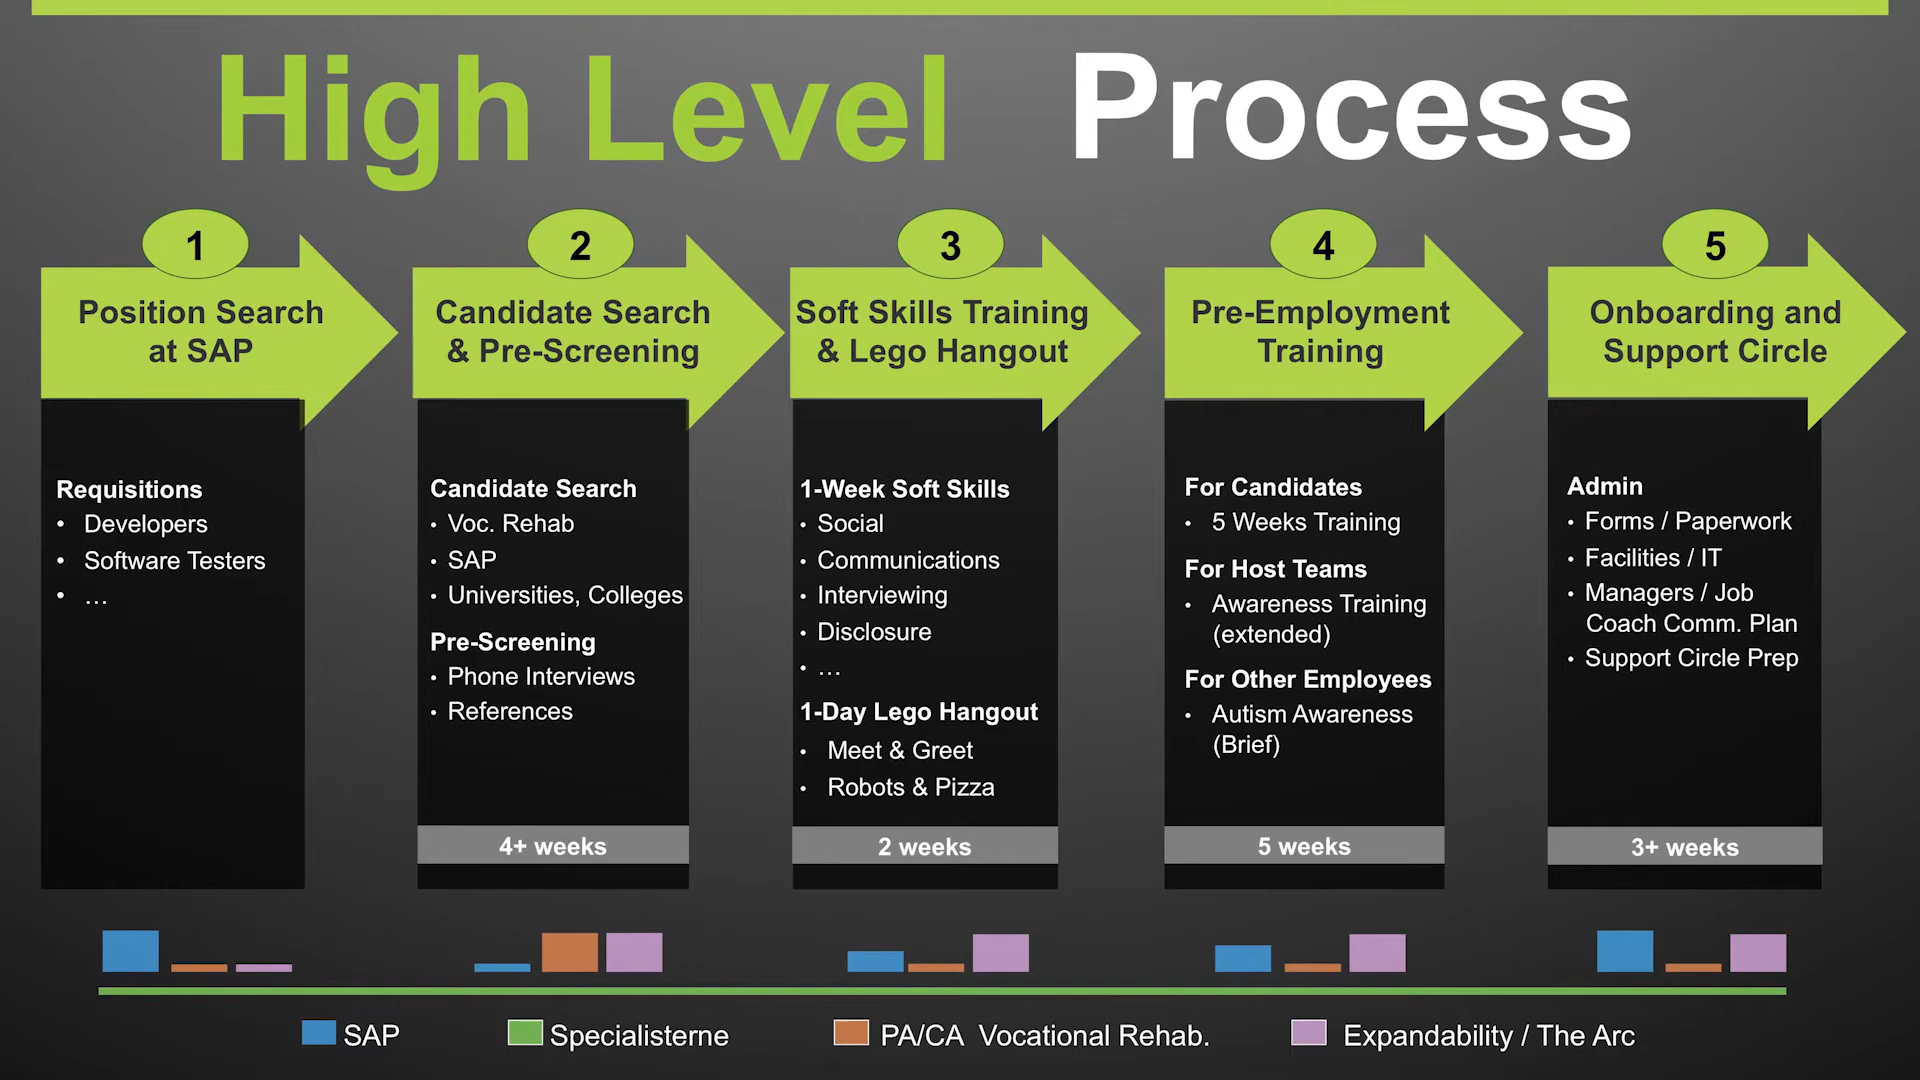 High Level Process
1
Position Search
at SAP
Requisitions
• Developers
• Software Testers
• …
2
Candidate Search
& Pre-Screening
Candidate Search
• Voc. Rehab
• SAP
• Universities, Colleges
Pre-Screening
• Phone Interviews
• References
4+ weeks
3
Soft Skills Training
& Lego Hangout
1-Week Soft Skills
• Social
• Communications
• Interviewing
• Disclosure
• …
1-Day Lego Hangout
• Meet & Greet
• Robots & Pizza
2 weeks
4
Pre-Employment
Training
For Candidates
• 5 Weeks Training
For Host Teams
• Awareness Training
(extended)
For Other Employees
• Autism Awareness
(Brief)
5 weeks
5
Onboarding and
Support Circle
Admin
• Forms / Paperwork
• Facilities / IT
• Managers / Job
Coach Comm. Plan
• Support Circle Prep
3+ weeks
SAP
Specialisterne
PA/CA Vocational Rehab.
Expandability / The Arc